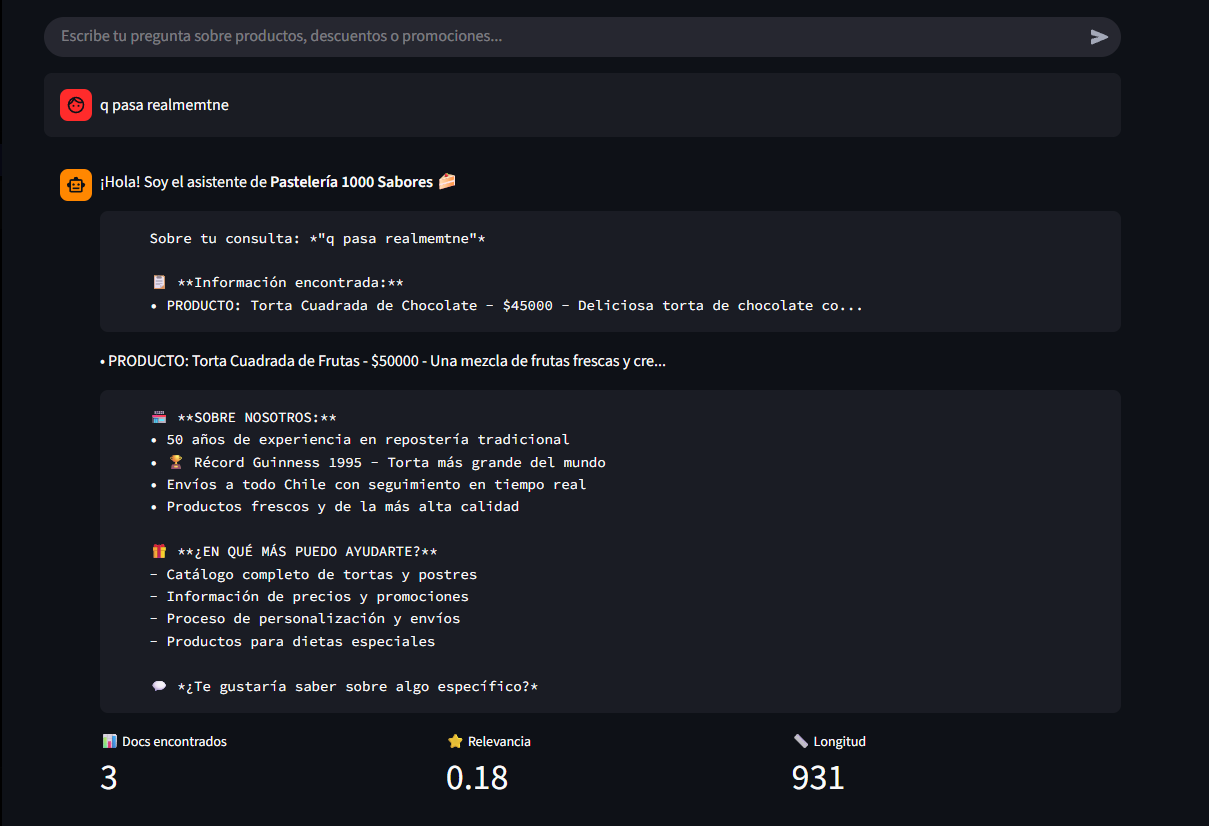 Escribe tu pregunta sobre productos, descuentos o promociones...
q pasa realmemtne
¡Hola! Soy el asistente de Pastelería 1000 Sabores 🍰
Sobre tu consulta: *"q pasa realmemtne"*
📋 **Información encontrada:**
• PRODUCTO: Torta Cuadrada de Chocolate - $45000 - Deliciosa torta de chocolate co...
• PRODUCTO: Torta Cuadrada de Frutas - $50000 - Una mezcla de frutas frescas y cre...
🏪 **SOBRE NOSOTROS:**
• 50 años de experiencia en repostería tradicional
• 🏆 Récord Guinness 1995 - Torta más grande del mundo
• Envíos a todo Chile con seguimiento en tiempo real
• Productos frescos y de la más alta calidad
🎁 **¿EN QUÉ MÁS PUEDO AYUDARTE?**
- Catálogo completo de tortas y postres
- Información de precios y promociones
- Proceso de personalización y envíos
- Productos para dietas especiales
💬 *¿Te gustaría saber sobre algo específico?*
📊 Docs encontrados
⭐ Relevancia
📏 Longitud
3
0.18
931